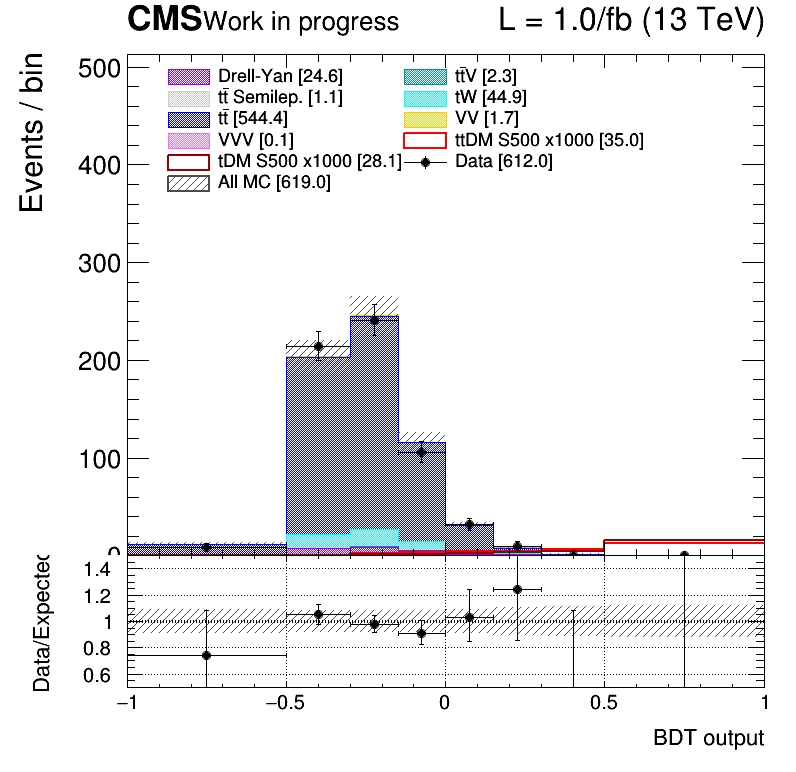 CMS Work in progress L = 1.0/fb (13 TeV)
Events / bin
500
400
300
200
100
0
Drell-Yan [24.6] tt̄V [2.3]
tt̄ Semilep. [1.1] tW [44.9]
tt̄ [544.4] VV [1.7]
VVV [0.1] ttDM S500 x1000 [35.0]
tDM S500 x1000 [28.1] Data [612.0]
All MC [619.0]
Data/Expected
1.4
1.2
1
0.8
0.6
−1 −0.5 0 0.5 1
BDT output